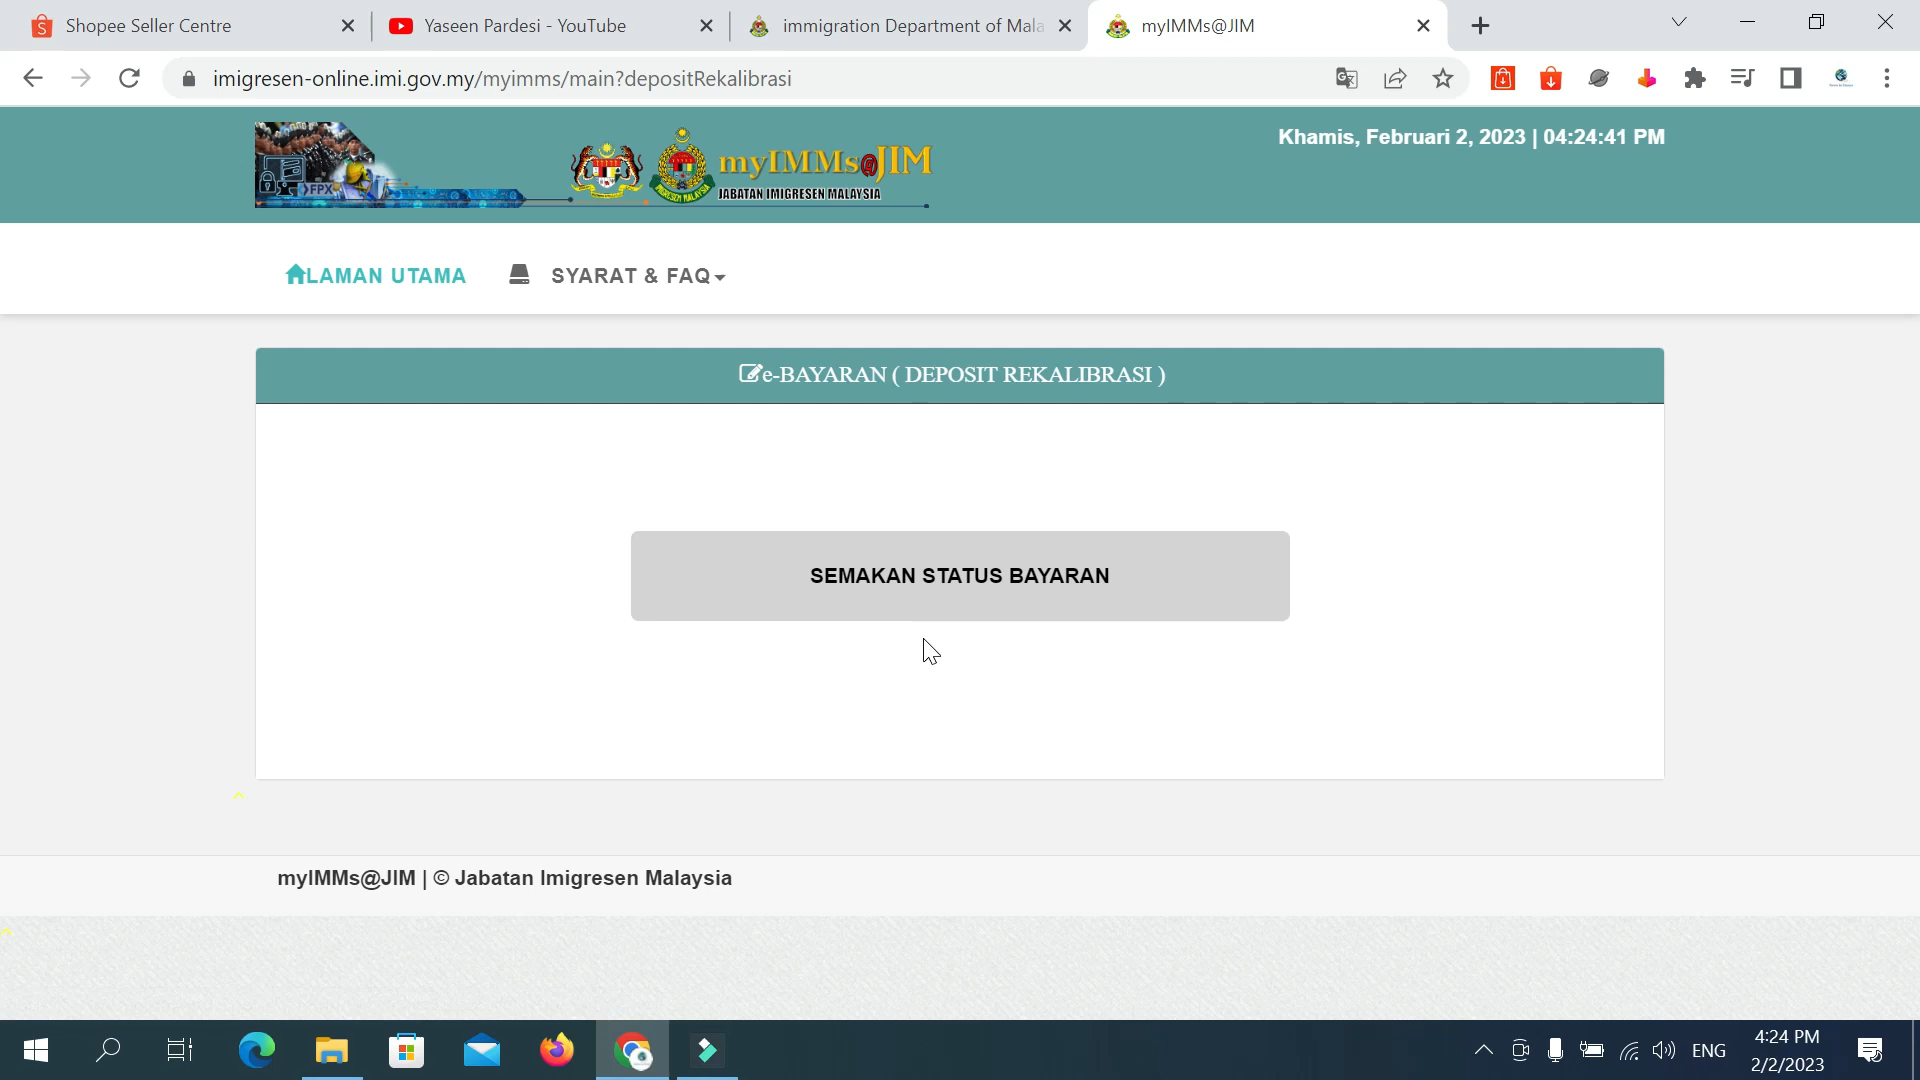 Shopee Seller Centre
Yaseen Pardesi - YouTube
immigration Department of Mala
myIMMs@JIM
imigresen-online.imi.gov.my/myimms/main?depositRekalibrasi
FPX
myIMMs@JIM
JABATAN IMIGRESEN MALAYSIA
Khamis, Februari 2, 2023 | 04:24:41 PM
LAMAN UTAMA
SYARAT & FAQ
e-BAYARAN ( DEPOSIT REKALIBRASI )
SEMAKAN STATUS BAYARAN
myIMMs@JIM | © Jabatan Imigresen Malaysia
ENG
4:24 PM
2/2/2023